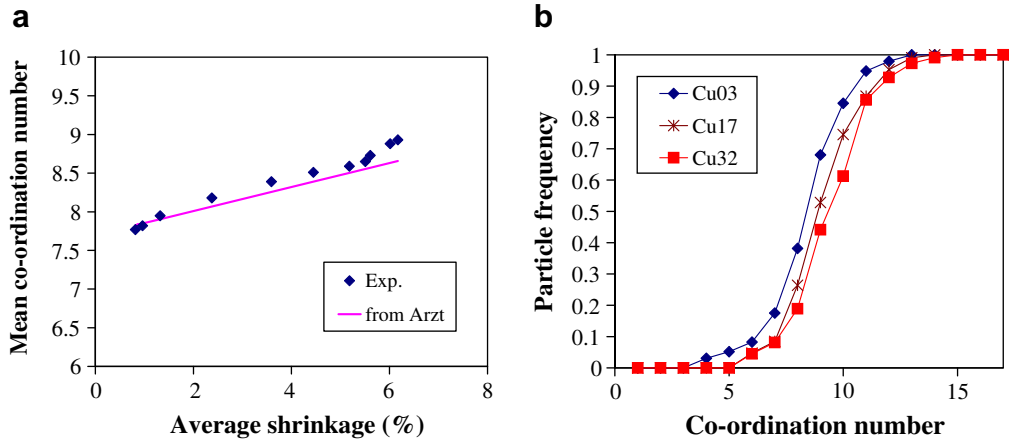 a
Mean co-ordination number
10
9.5
9
8.5
8
7.5
7
6.5
6
0
2
4
6
8
Average shrinkage (%)
Exp.
from Arzt
b
Particle frequency
1
0.9
0.8
0.7
0.6
0.5
0.4
0.3
0.2
0.1
0
0
5
10
15
Co-ordination number
Cu03
Cu17
Cu32